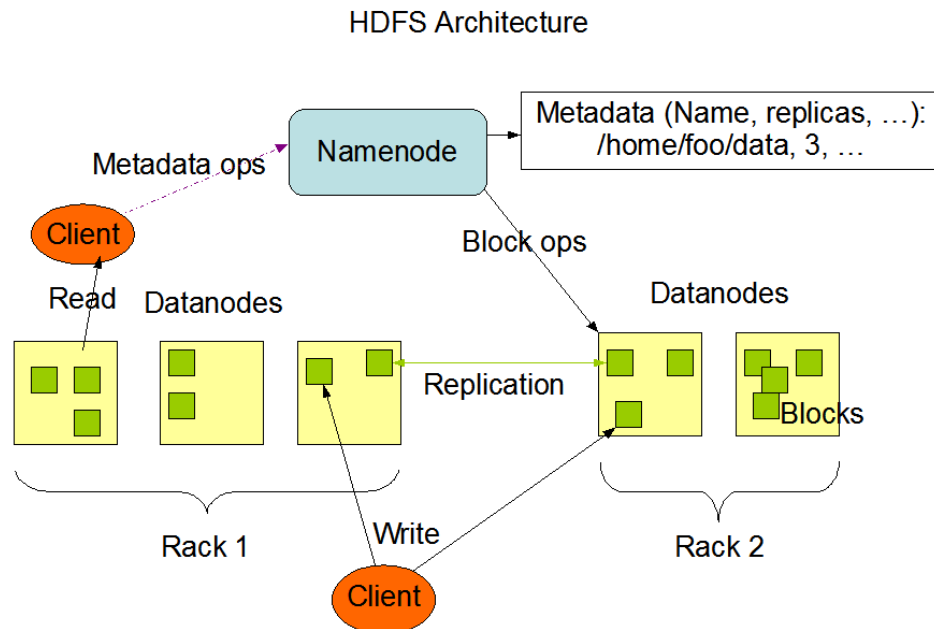 HDFS Architecture
Metadata (Name, replicas, …):
/home/foo/data, 3, …
Namenode
Metadata ops
Client
Block ops
Read
Datanodes
Datanodes
Replication
Blocks
Rack 1
Write
Rack 2
Client